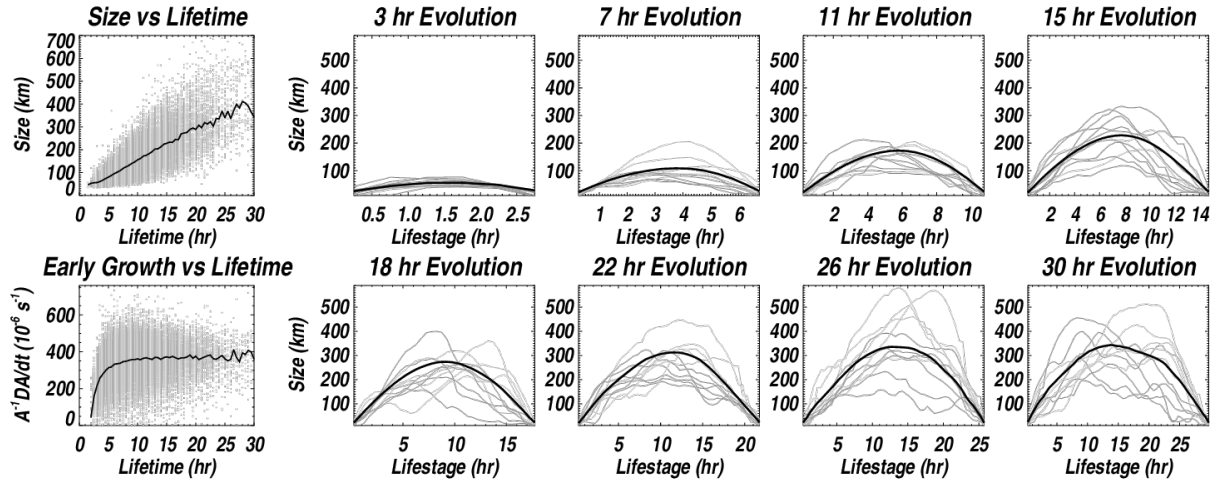 Size vs Lifetime
3 hr Evolution
7 hr Evolution
11 hr Evolution
15 hr Evolution
Size (km)
700
600
500
400
300
200
100
0
0 5 10 15 20 25 30
Lifetime (hr)
Size (km)
500
400
300
200
100
0.5 1.0 1.5 2.0 2.5
Lifestage (hr)
500
400
300
200
100
1 2 3 4 5 6
Lifestage (hr)
500
400
300
200
100
2 4 6 8 10
Lifestage (hr)
500
400
300
200
100
2 4 6 8 10 12 14
Lifestage (hr)
Early Growth vs Lifetime
18 hr Evolution
22 hr Evolution
26 hr Evolution
30 hr Evolution
A⁻¹DA/dt (10⁻⁶ s⁻¹)
600
400
200
0
0 5 10 15 20 25 30
Lifetime (hr)
Size (km)
500
400
300
200
100
5 10 15
Lifestage (hr)
500
400
300
200
100
5 10 15 20
Lifestage (hr)
500
400
300
200
100
5 10 15 20 25
Lifestage (hr)
500
400
300
200
100
5 10 15 20 25
Lifestage (hr)